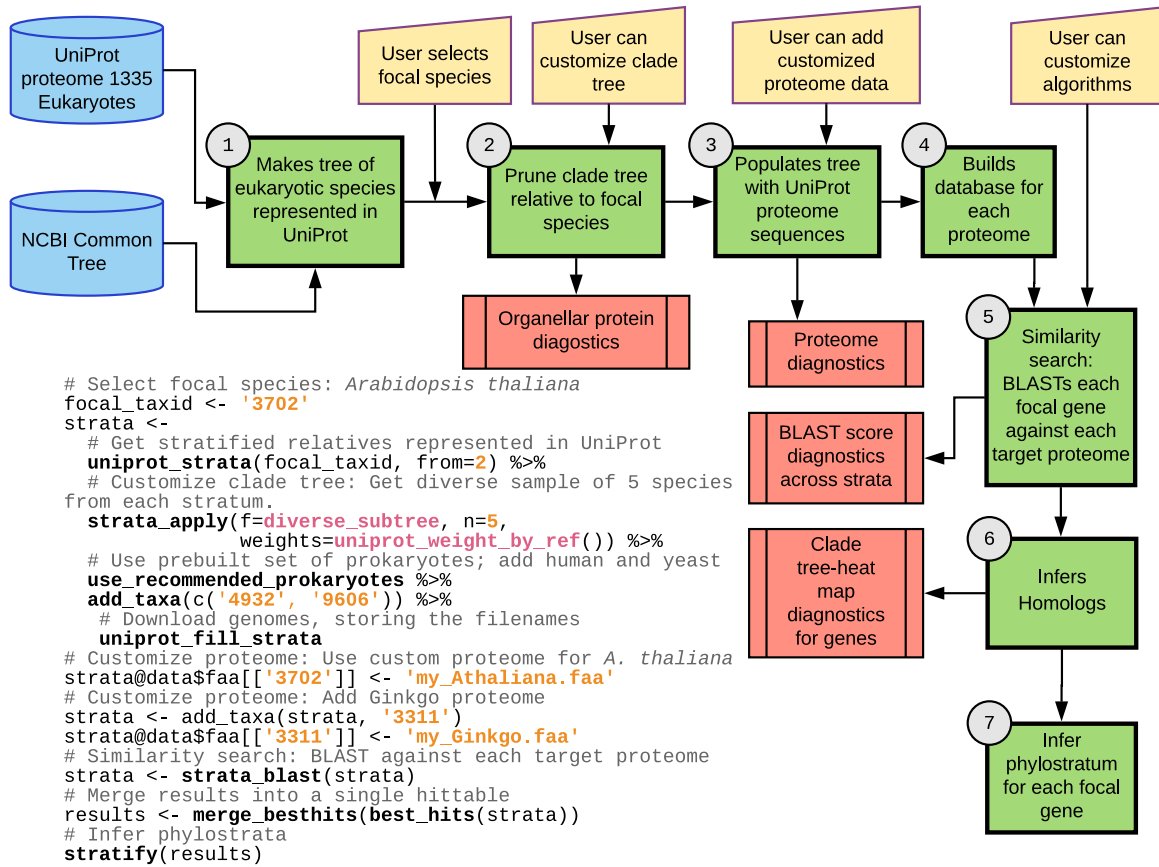 UniProt
proteome 1335
Eukaryotes
NCBI Common
Tree
User selects
focal species
User can
customize clade
tree
User can add
customized
proteome data
User can
customize
algorithms
1
Makes tree of
eukaryotic species
represented in
UniProt
2
Prune clade tree
relative to focal
species
3
Populates tree
with UniProt
proteome
sequences
4
Builds
database for
each
proteome
Organellar protein
diagostics
Proteome
diagnostics
5
Similarity
search:
BLASTs each
focal gene
against each
target proteome
BLAST score
diagnostics
across strata
6
Infers
Homologs
Clade
tree-heat
map
diagnostics
for genes
7
Infer
phylostratum
for each focal
gene
# Select focal species: Arabidopsis thaliana
focal_taxid <- '3702'
strata <-
# Get stratified relatives represented in UniProt
uniprot_strata(focal_taxid, from=2) %>%
# Customize clade tree: Get diverse sample of 5 species
from each stratum.
strata_apply(f=diverse_subtree, n=5,
weights=uniprot_weight_by_ref()) %>%
# Use prebuilt set of prokaryotes; add human and yeast
use_recommended_prokaryotes %>%
add_taxa(c('4932', '9606')) %>%
# Download genomes, storing the filenames
uniprot_fill_strata
# Customize proteome: Use custom proteome for A. thaliana
strata@data$faa[['3702']] <- 'my_Athaliana.faa'
# Customize proteome: Add Ginkgo proteome
strata <- add_taxa(strata, '3311')
strata@data$faa[['3311']] <- 'my_Ginkgo.faa'
# Similarity search: BLAST against each target proteome
strata <- strata_blast(strata)
# Merge results into a single hittable
results <- merge_besthits(best_hits(strata))
# Infer phylostrata
stratify(results)